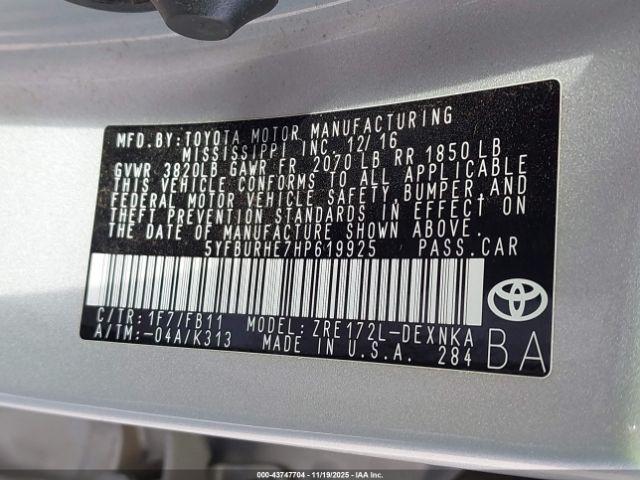 MFD.BY:TOYOTA MOTOR MANUFACTURING
MISSISSIPPI INC. 12/16
GVWR 3820LB GAWR FR 2070LB RR 1850LB
THIS VEHICLE CONFORMS TO ALL APPLICABLE
FEDERAL MOTOR VEHICLE SAFETY,BUMPER,AND
THEFT PREVENTION STANDARDS IN EFFECT ON
THE DATE OF MANUFACTURE SHOWN ABOVE.
5YFBURHE7HP619925 PASS.CAR
C/TR:1F7/FB11 MODEL:ZRE172L-DEXNKA
A/TM:-04A/K313 MADE IN U.S.A. 284
TOYOTA
BA
000-43747704 - 11/19/2025 - IAA Inc.